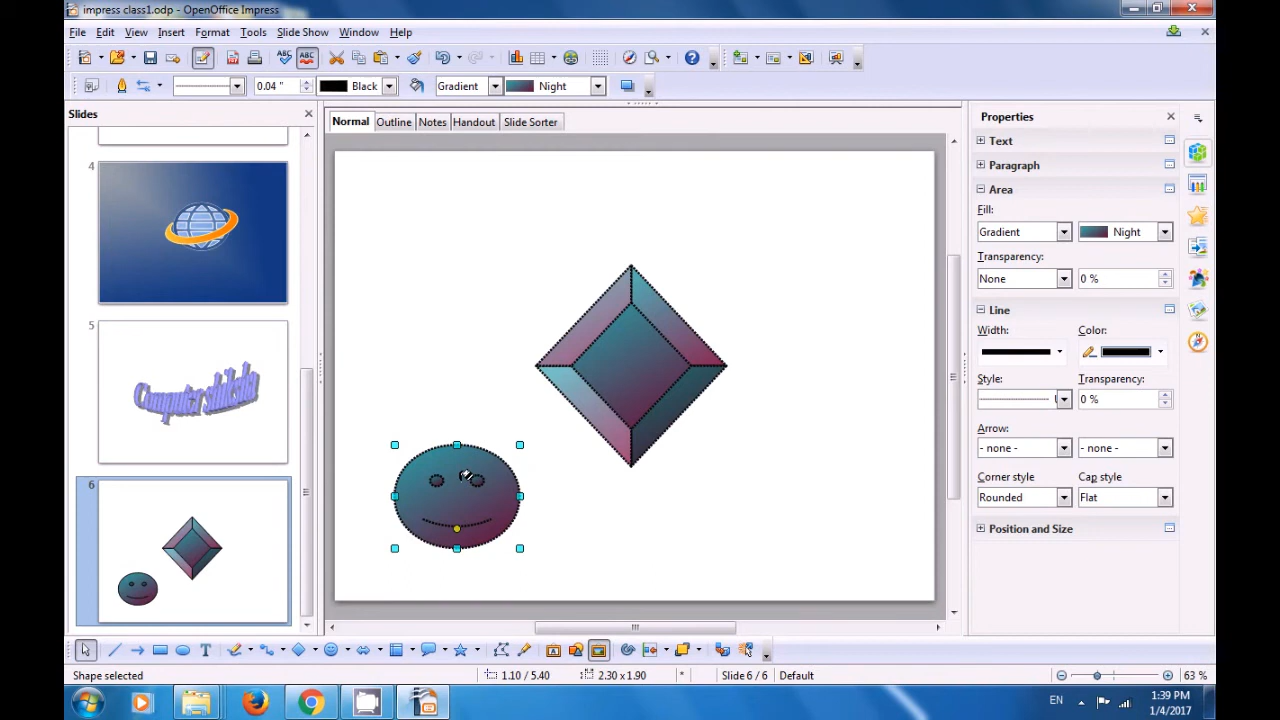 impress class1.odp - OpenOffice Impress
File Edit View Insert Format Tools Slide Show Window Help
0.04 " Black Gradient Night
Slides
Normal Outline Notes Handout Slide Sorter
Properties
Text
Paragraph
Area
Fill:
Gradient Night
Transparency:
None 0 %
Line
Width: Color:
Style: Transparency:
0 %
Arrow:
- none - - none -
Corner style Cap style
Rounded Flat
Position and Size
4
5
6
Shape selected 1.10 / 5.40 2.30 x 1.90 * Slide 6 / 6 Default 63 %
EN 1:39 PM
1/4/2017